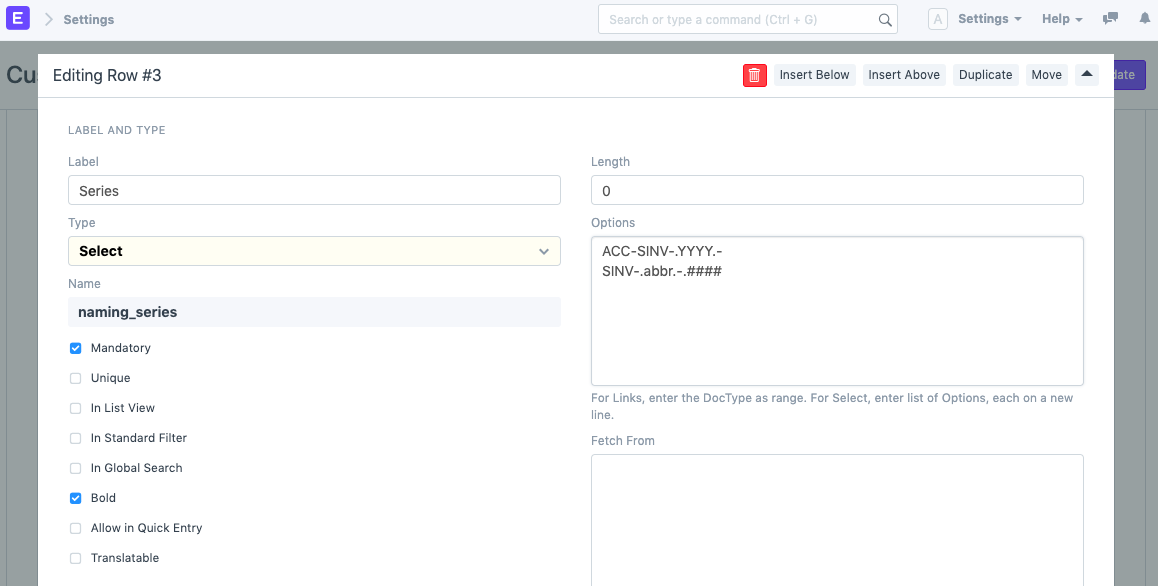 E
Settings
Search or type a command (Ctrl + G)
A
Settings
Help
Cu
date
Editing Row #3
Insert Below
Insert Above
Duplicate
Move
LABEL AND TYPE
Label
Series
Type
Select
Name
naming_series
Mandatory
Unique
In List View
In Standard Filter
In Global Search
Bold
Allow in Quick Entry
Translatable
Length
0
Options
ACC-SINV-.YYYY.-
SINV-.abbr.-.####
For Links, enter the DocType as range. For Select, enter list of Options, each on a new
line.
Fetch From